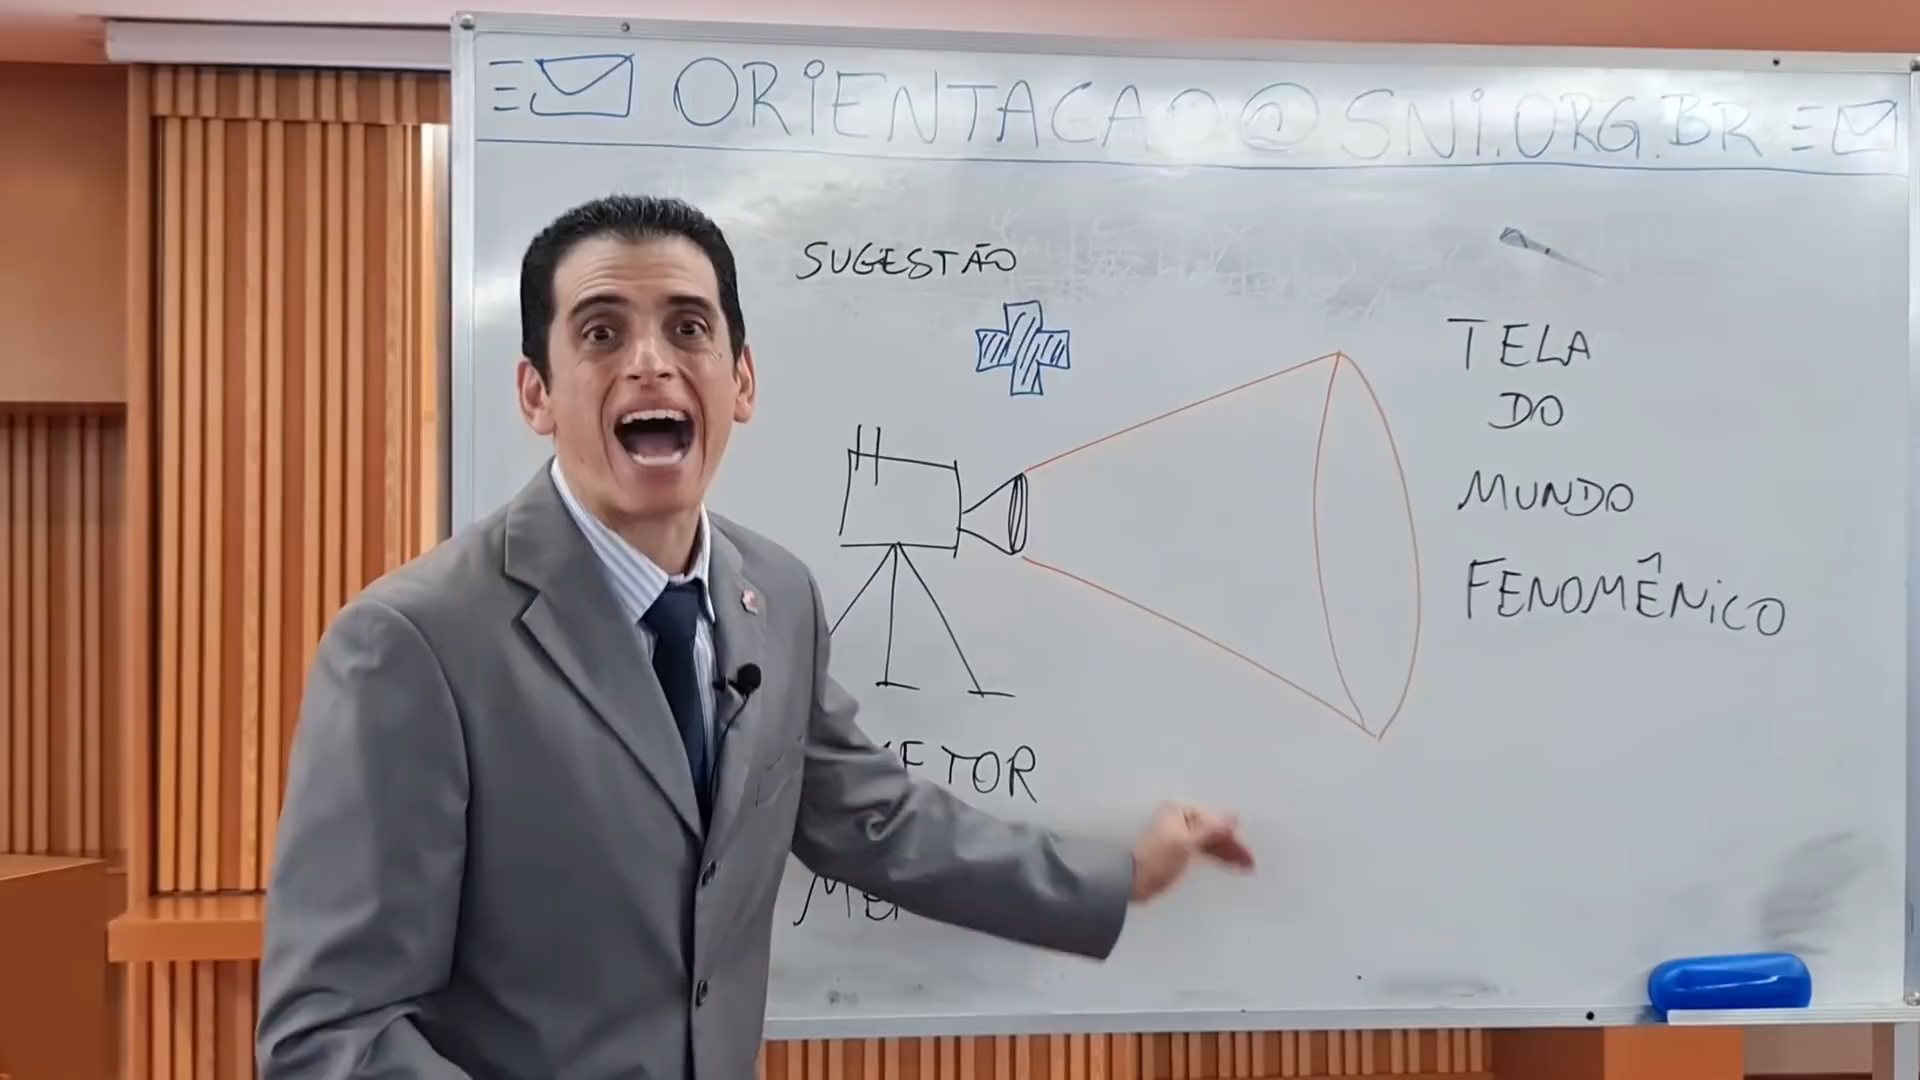 ORIENTACAO@SNI.ORG.BR
SUGESTÃO
TELA
DO
MUNDO
FENOMÊNICO